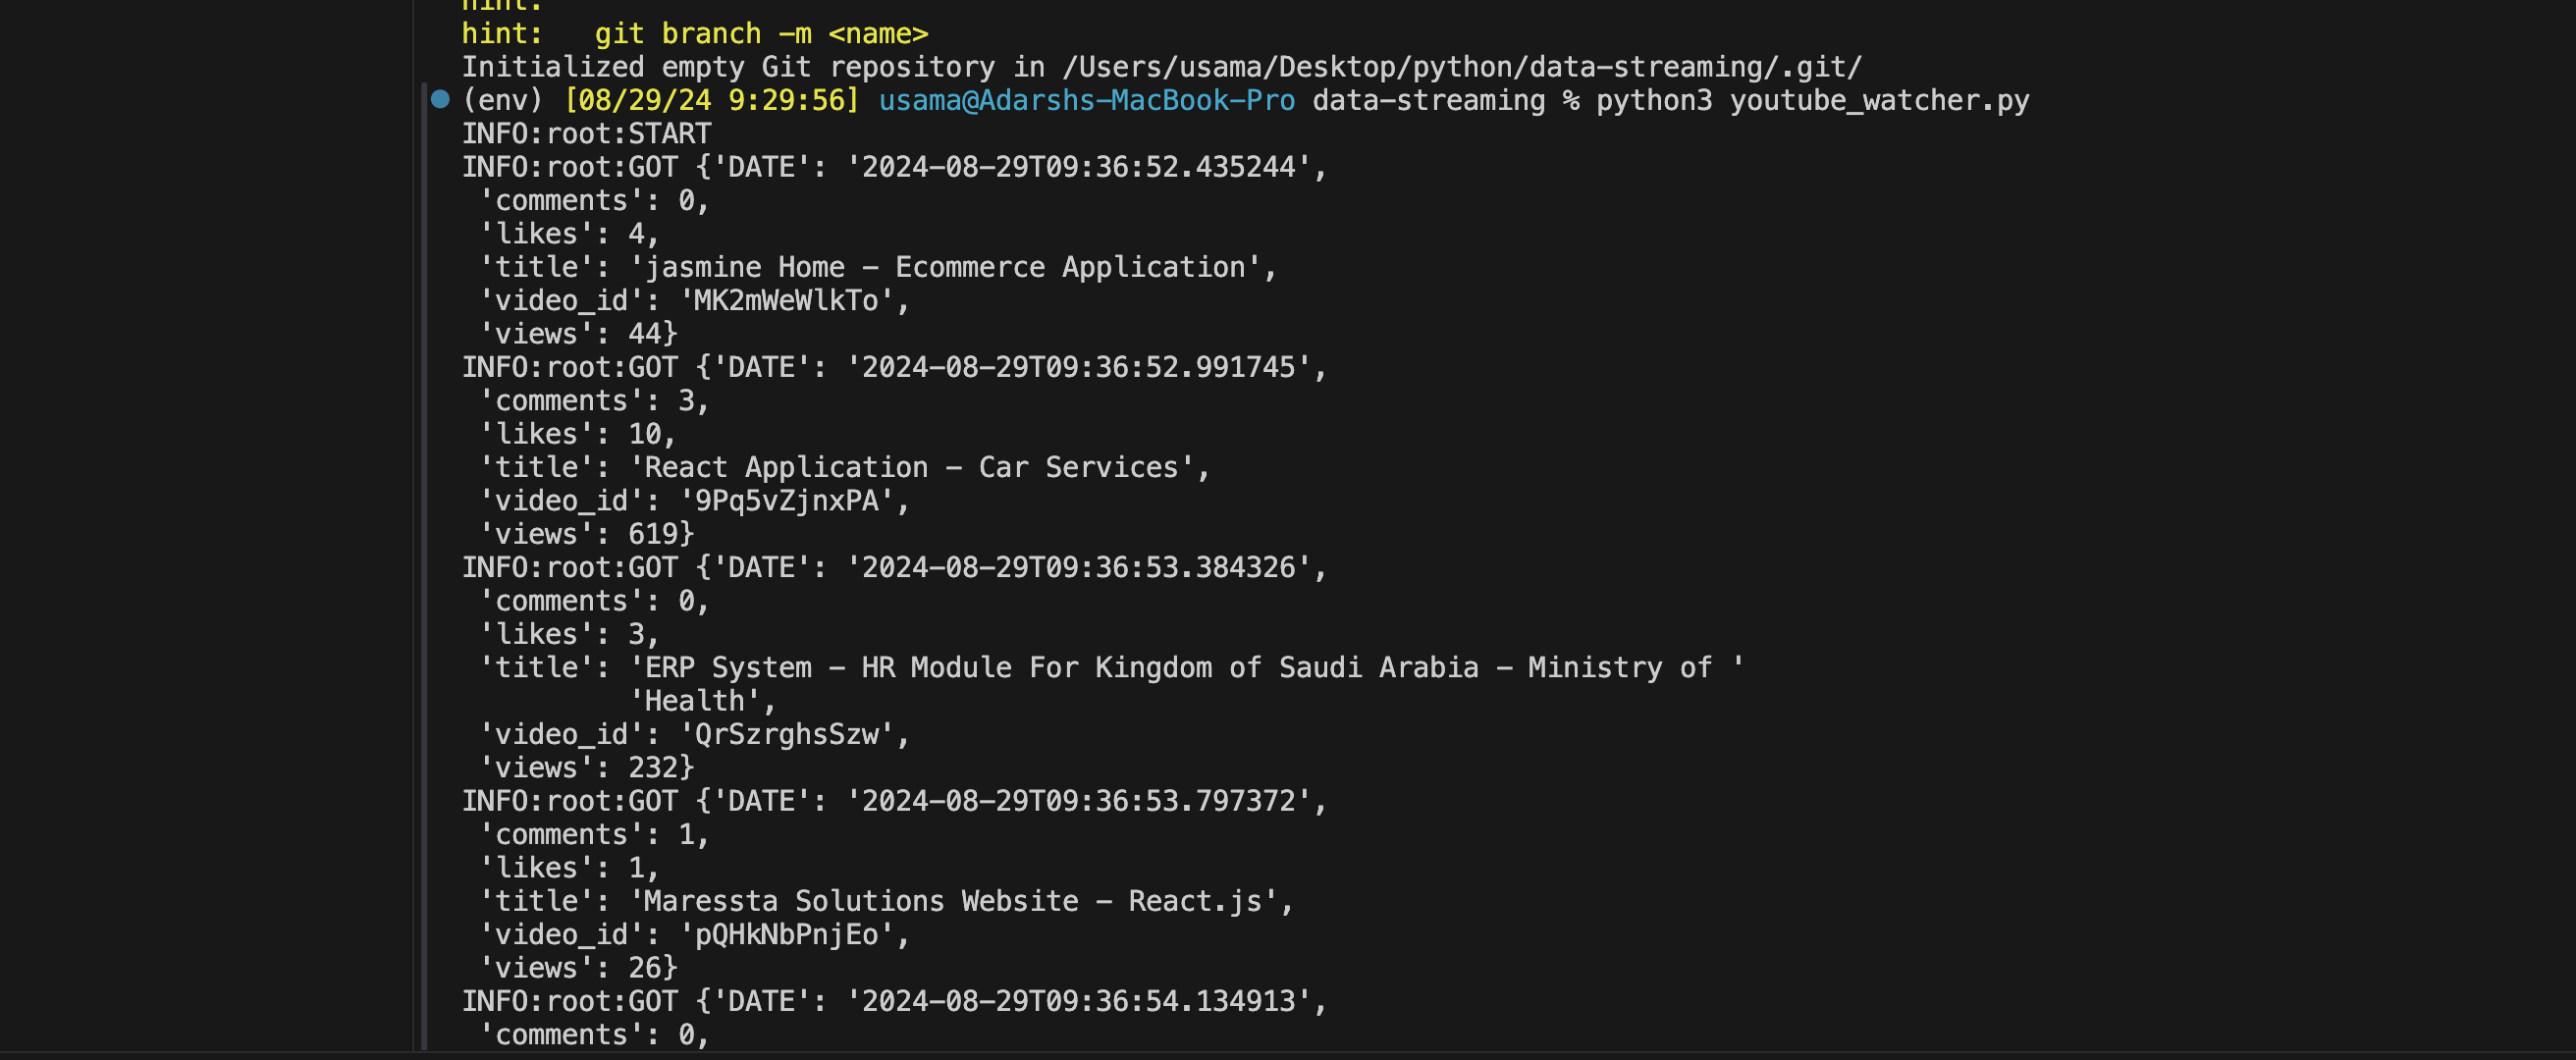 hint:
hint:   git branch -m <name>
Initialized empty Git repository in /Users/usama/Desktop/python/data-streaming/.git/
(env) [08/29/24 9:29:56] usama@Adarshs-MacBook-Pro data-streaming % python3 youtube_watcher.py
INFO:root:START
INFO:root:GOT {'DATE': '2024-08-29T09:36:52.435244',
 'comments': 0,
 'likes': 4,
 'title': 'jasmine Home - Ecommerce Application',
 'video_id': 'MK2mWeWlkTo',
 'views': 44}
INFO:root:GOT {'DATE': '2024-08-29T09:36:52.991745',
 'comments': 3,
 'likes': 10,
 'title': 'React Application - Car Services',
 'video_id': '9Pq5vZjnxPA',
 'views': 619}
INFO:root:GOT {'DATE': '2024-08-29T09:36:53.384326',
 'comments': 0,
 'likes': 3,
 'title': 'ERP System - HR Module For Kingdom of Saudi Arabia - Ministry of '
          'Health',
 'video_id': 'QrSzrghsSzw',
 'views': 232}
INFO:root:GOT {'DATE': '2024-08-29T09:36:53.797372',
 'comments': 1,
 'likes': 1,
 'title': 'Maressta Solutions Website - React.js',
 'video_id': 'pQHkNbPnjEo',
 'views': 26}
INFO:root:GOT {'DATE': '2024-08-29T09:36:54.134913',
 'comments': 0,